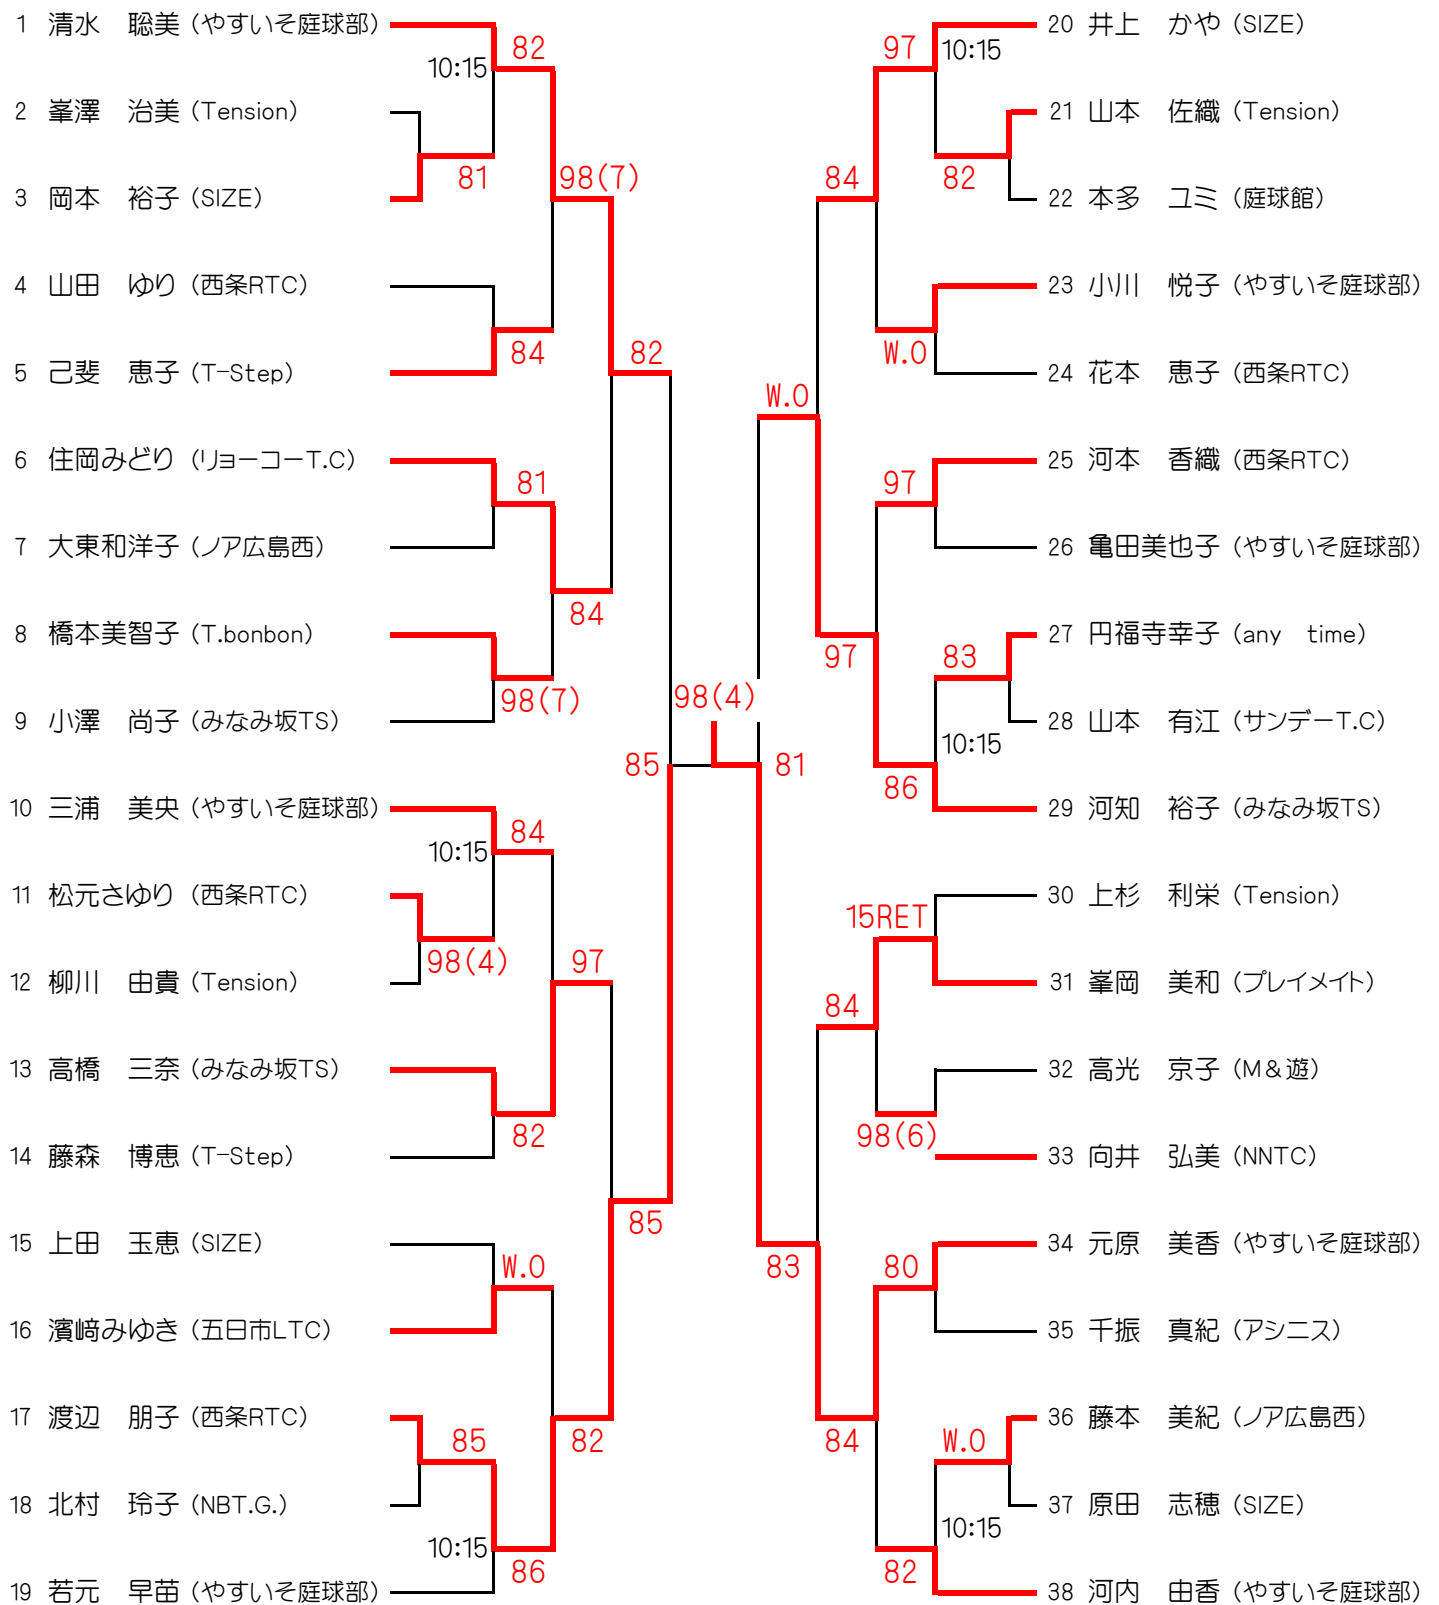 1 清水 聡美 (やすいそ庭球部)
82
10:15
2 峯澤 治美 (Tension)
81
98(7)
3 岡本 裕子 (SIZE)
4 山田 ゆり (西条RTC)
84
82
5 己斐 恵子 (T-Step)
6 住岡みどり (リョーコーT.C)
81
7 大東和洋子 (ノア広島西)
84
8 橋本美智子 (T.bonbon)
98(7)
9 小澤 尚子 (みなみ坂TS)
85
10 三浦 美央 (やすいそ庭球部)
84
10:15
11 松元さゆり (西条RTC)
98(4)
97
12 柳川 由貴 (Tension)
13 高橋 三奈 (みなみ坂TS)
82
14 藤森 博恵 (T-Step)
85
15 上田 玉恵 (SIZE)
W.O
16 濱﨑みゆき (五日市LTC)
17 渡辺 朋子 (西条RTC)
85
82
18 北村 玲子 (NBT.G.)
10:15
86
19 若元 早苗 (やすいそ庭球部)
98(4)
81
20 井上 かや (SIZE)
97
10:15
21 山本 佐織 (Tension)
84
82
22 本多 ユミ (庭球館)
23 小川 悦子 (やすいそ庭球部)
W.O
24 花本 恵子 (西条RTC)
W.O
25 河本 香織 (西条RTC)
97
26 亀田美也子 (やすいそ庭球部)
27 円福寺幸子 (any time)
97
83
28 山本 有江 (サンデーT.C)
10:15
86
29 河知 裕子 (みなみ坂TS)
30 上杉 利栄 (Tension)
15RET
31 峯岡 美和 (プレイメイト)
84
32 高光 京子 (M&遊)
98(6)
33 向井 弘美 (NNTC)
34 元原 美香 (やすいそ庭球部)
83
80
35 千振 真紀 (アシニス)
36 藤本 美紀 (ノア広島西)
84
W.O
37 原田 志穂 (SIZE)
10:15
82
38 河内 由香 (やすいそ庭球部)